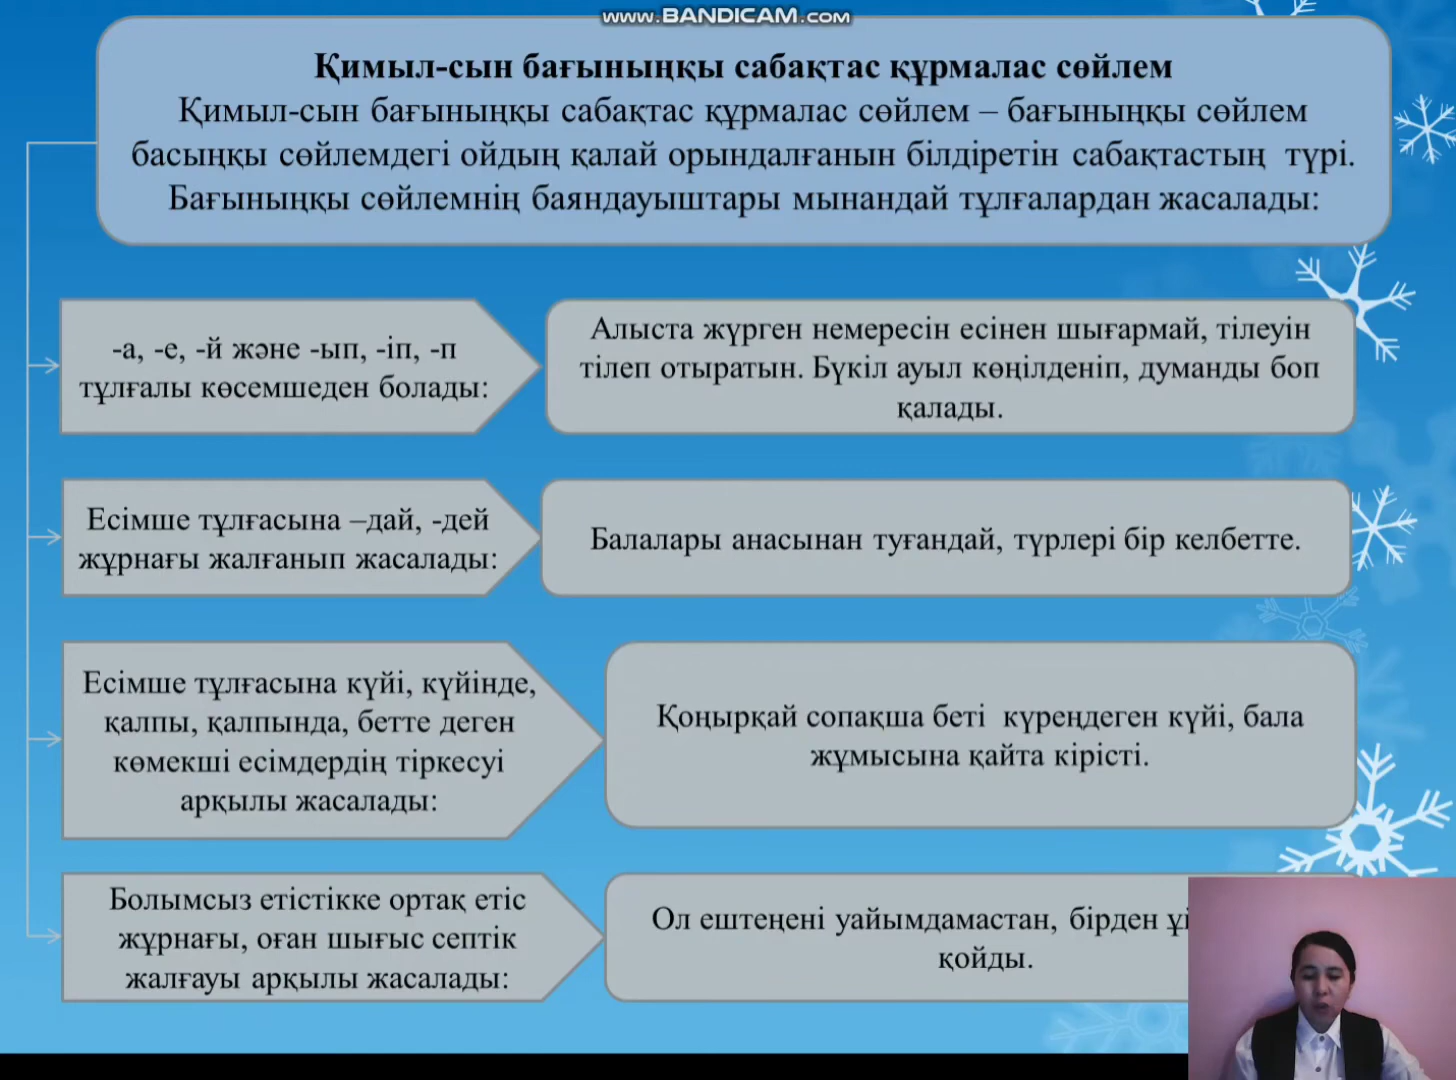 www.BANDICAM.com
Қимыл-сын бағыныңқы сабақтас құрмалас сөйлем
Қимыл-сын бағыныңқы сабақтас құрмалас сөйлем – бағыныңқы сөйлем
басыңқы сөйлемдегі ойдың қалай орындалғанын білдіретін сабақтастың түрі.
Бағыныңқы сөйлемнің баяндауыштары мынандай тұлғалардан жасалады:
-а, -е, -й және -ып, -іп, -п
тұлғалы көсемшеден болады:
Алыста жүрген немересін есінен шығармай, тілеуін
тілеп отыратын. Бүкіл ауыл көңілденіп, думанды боп
қалады.
Есімше тұлғасына –дай, -дей
жұрнағы жалғанып жасалады:
Балалары анасынан туғандай, түрлері бір келбетте.
Есімше тұлғасына күйі, күйінде,
қалпы, қалпында, бетте деген
көмекші есімдердің тіркесуі
арқылы жасалады:
Қоңырқай сопақша беті күреңдеген күйі, бала
жұмысына қайта кірісті.
Болымсыз етістікке ортақ етіс
жұрнағы, оған шығыс септік
жалғауы арқылы жасалады:
Ол ештеңені уайымдамастан, бірден
қойды.